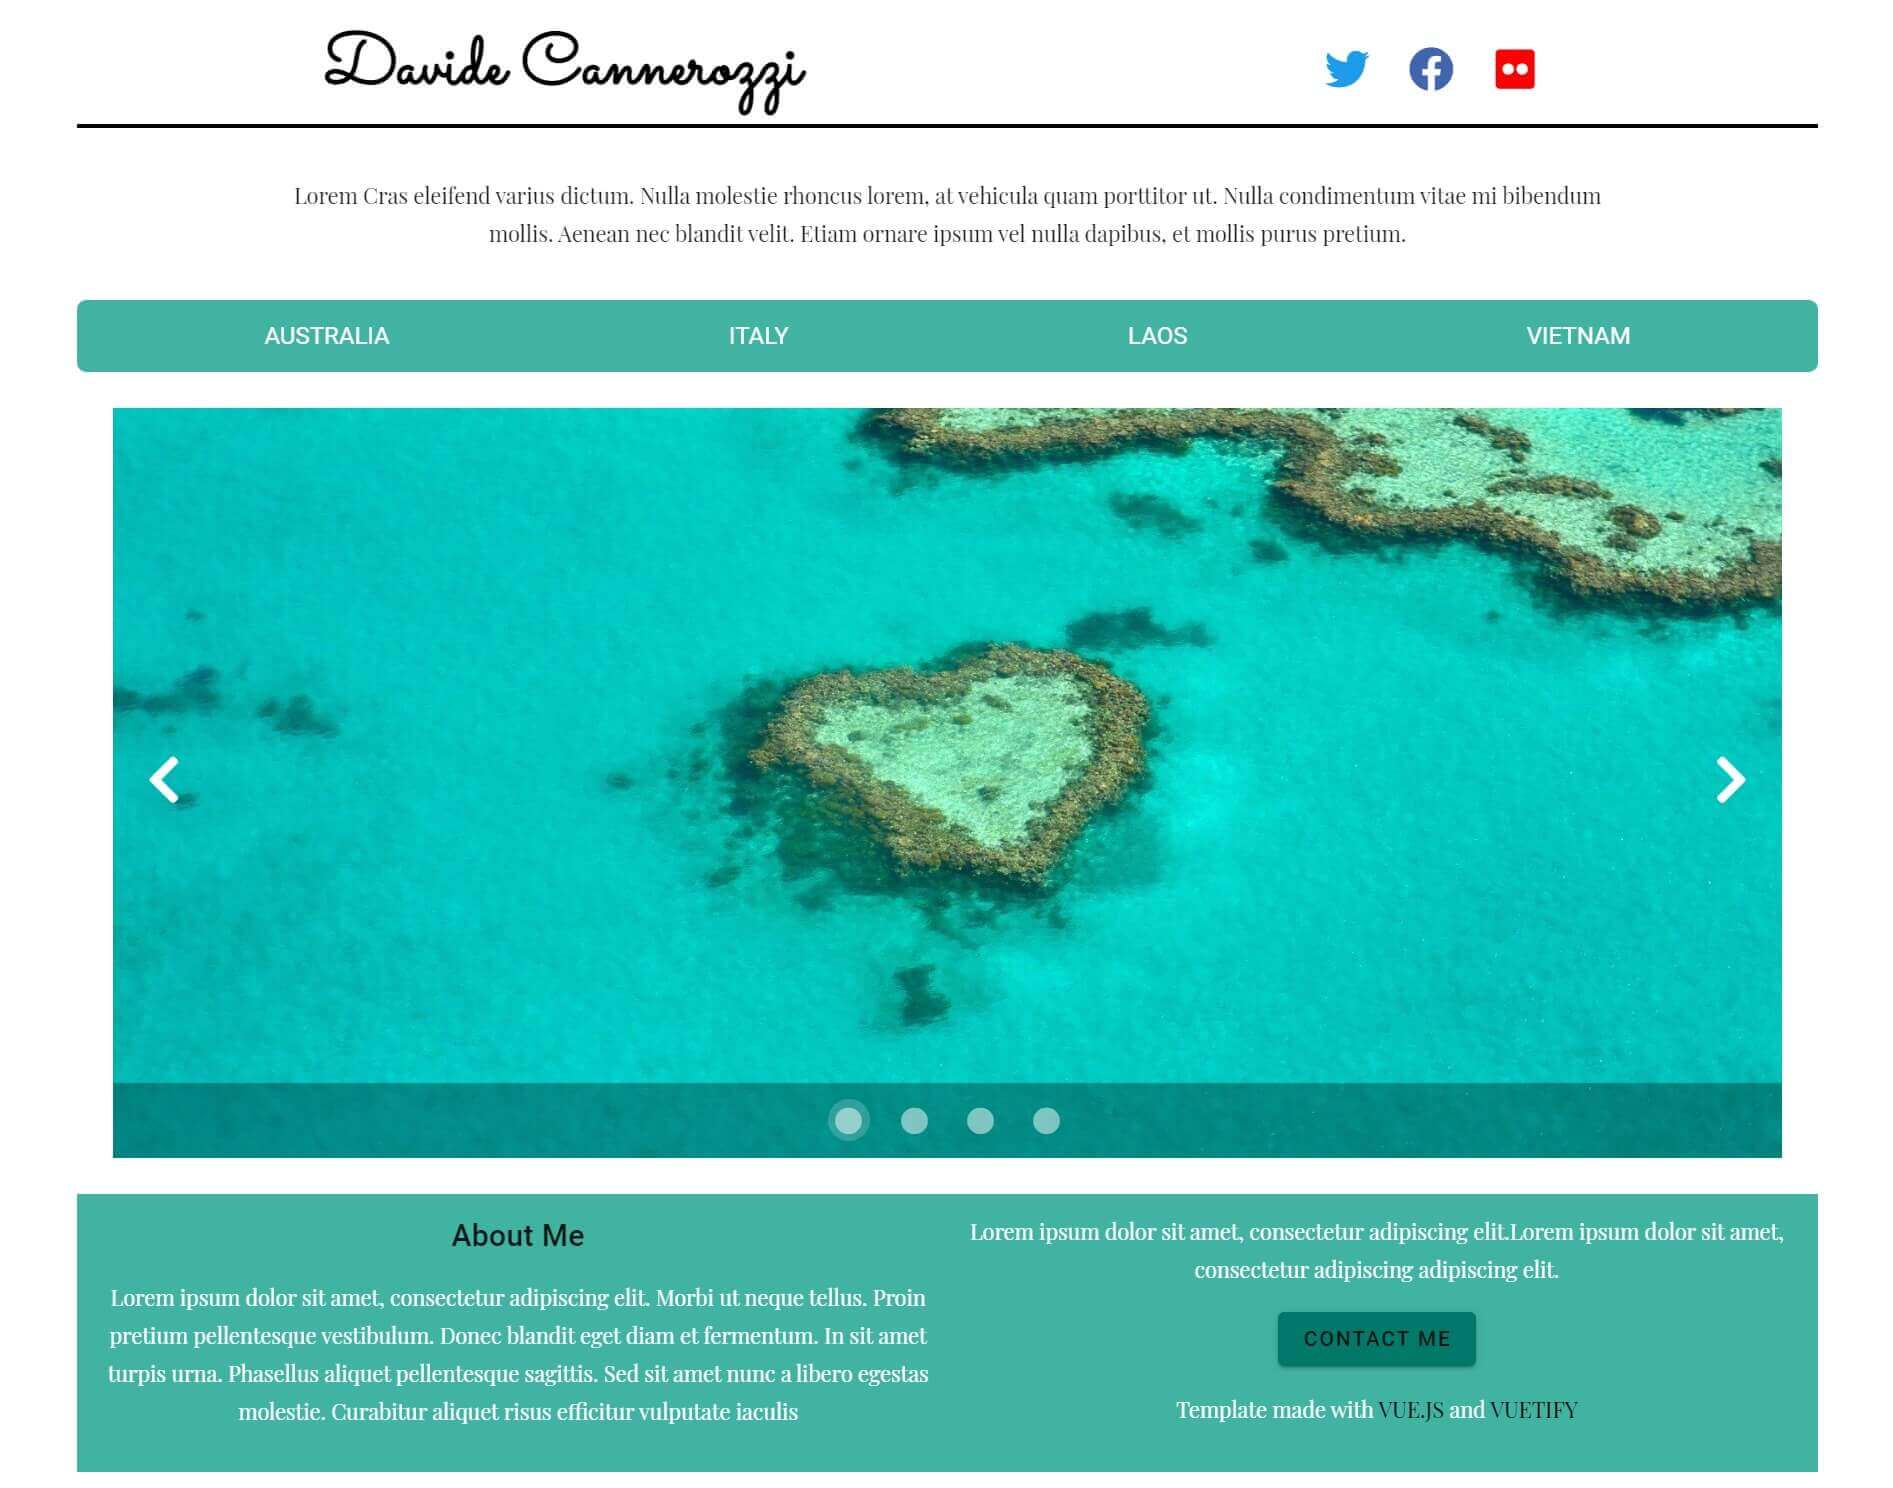 Davide Cannerozzi
Lorem Cras eleifend varius dictum. Nulla molestie rhoncus lorem, at vehicula quam porttitor ut. Nulla condimentum vitae mi bibendum
mollis. Aenean nec blandit velit. Etiam ornare ipsum vel nulla dapibus, et mollis purus pretium.
AUSTRALIA ITALY LAOS VIETNAM
About Me
Lorem ipsum dolor sit amet, consectetur adipiscing elit. Morbi ut neque tellus. Proin
pretium pellentesque vestibulum. Donec blandit eget diam et fermentum. In sit amet
turpis urna. Phasellus aliquet pellentesque sagittis. Sed sit amet nunc a libero egestas
molestie. Curabitur aliquet risus efficitur vulputate iaculis
Lorem ipsum dolor sit amet, consectetur adipiscing elit.Lorem ipsum dolor sit amet,
consectetur adipiscing adipiscing elit.
CONTACT ME
Template made with VUE.JS and VUETIFY